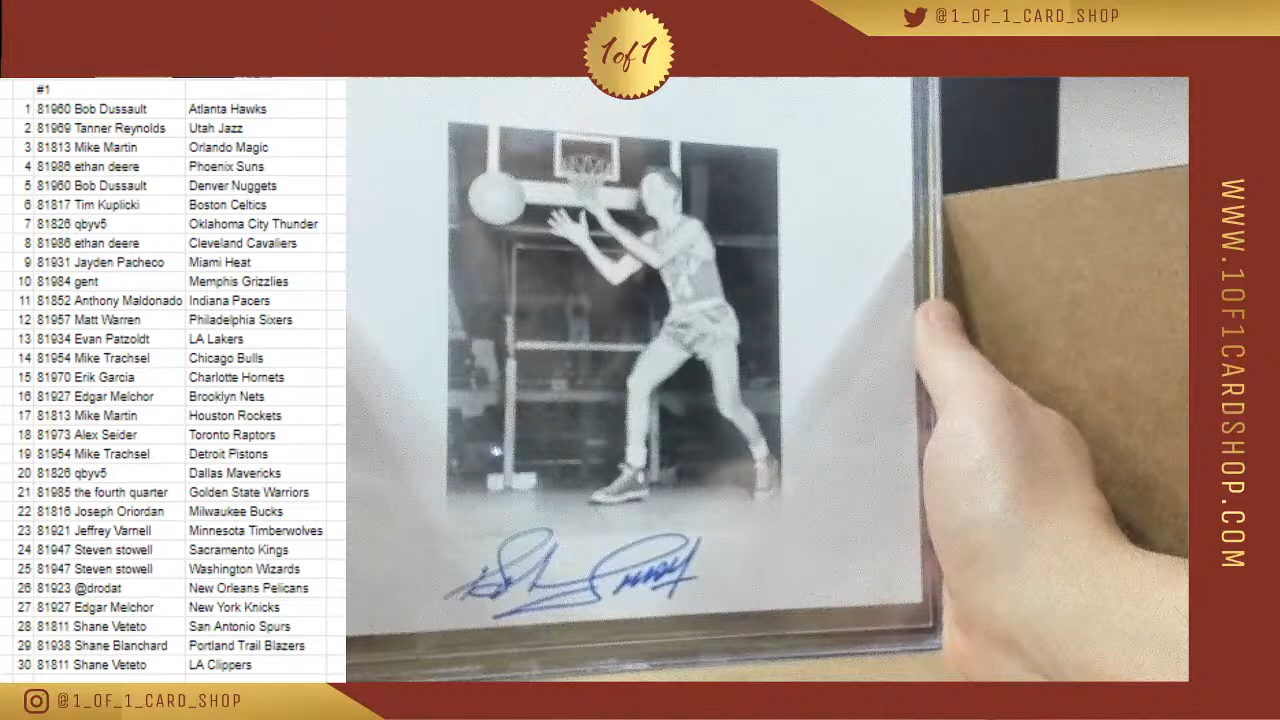 @1_OF_1_CARD_SHOP
1of1
#1
1 81960 Bob Dussault Atlanta Hawks
2 81969 Tanner Reynolds Utah Jazz
3 81813 Mike Martin Orlando Magic
4 81986 ethan deere Phoenix Suns
5 81960 Bob Dussault Denver Nuggets
6 81817 Tim Kuplicki Boston Celtics
7 81826 qbyv5 Oklahoma City Thunder
8 81986 ethan deere Cleveland Cavaliers
9 81931 Jayden Pacheco Miami Heat
10 81984 gent Memphis Grizzlies
11 81852 Anthony Maldonado Indiana Pacers
12 81957 Matt Warren Philadelphia Sixers
13 81934 Evan Patzoldt LA Lakers
14 81954 Mike Trachsel Chicago Bulls
15 81970 Erik Garcia Charlotte Hornets
16 81927 Edgar Melchor Brooklyn Nets
17 81813 Mike Martin Houston Rockets
18 81973 Alex Seider Toronto Raptors
19 81954 Mike Trachsel Detroit Pistons
20 81826 qbyv5 Dallas Mavericks
21 81985 the fourth quarter Golden State Warriors
22 81816 Joseph Oriordan Milwaukee Bucks
23 81921 Jeffrey Varnell Minnesota Timberwolves
24 81947 Steven stowell Sacramento Kings
25 81947 Steven stowell Washington Wizards
26 81923 @drodat New Orleans Pelicans
27 81927 Edgar Melchor New York Knicks
28 81811 Shane Veteto San Antonio Spurs
29 81938 Shane Blanchard Portland Trail Blazers
30 81811 Shane Veteto LA Clippers
WWW.1OF1CARDSHOP.COM
@1_OF_1_CARD_SHOP